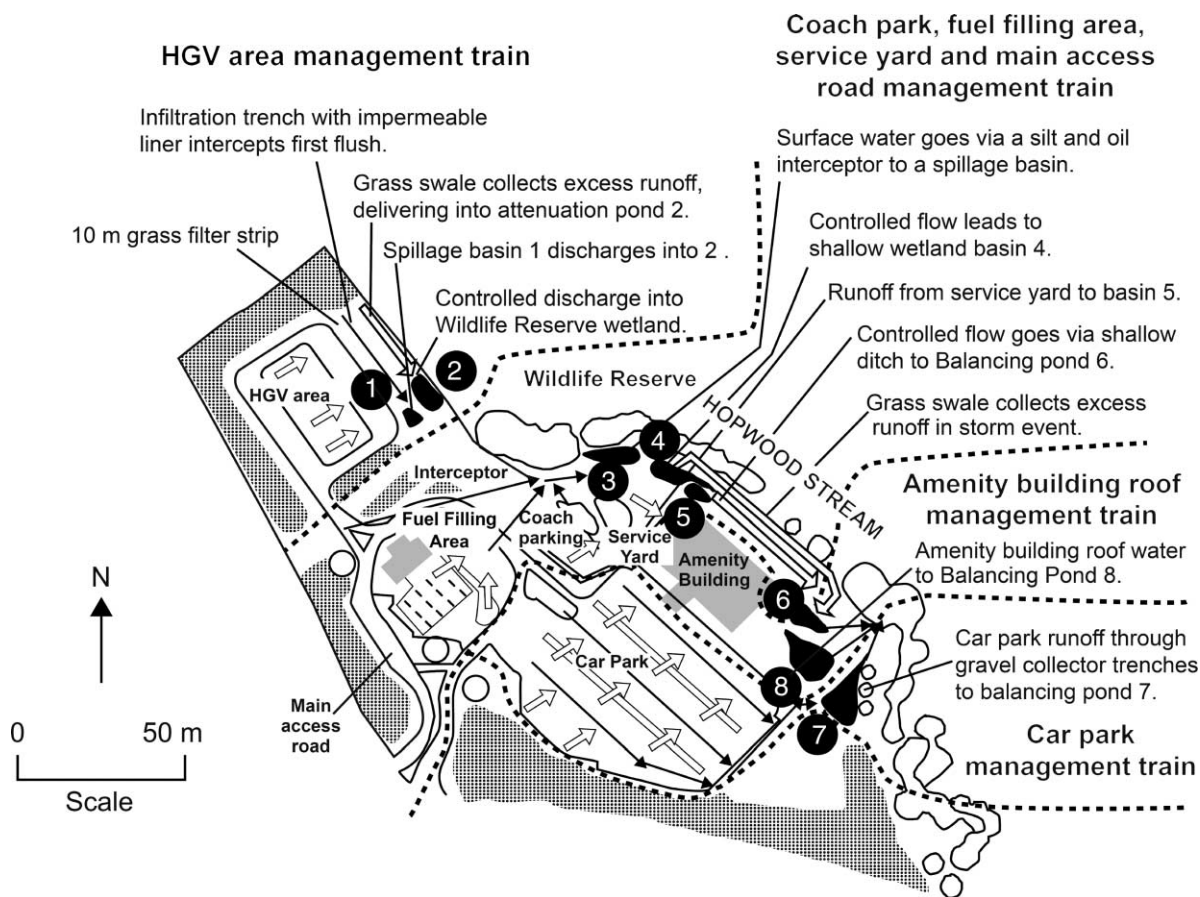 HGV area management train
Infiltration trench with impermeable
liner intercepts first flush.
Grass swale collects excess runoff,
delivering into attenuation pond 2.
10 m grass filter strip
Spillage basin 1 discharges into 2 .
Controlled discharge into
Wildlife Reserve wetland.
Coach park, fuel filling area,
service yard and main access
road management train
Surface water goes via a silt and oil
interceptor to a spillage basin.
Controlled flow leads to
shallow wetland basin 4.
Runoff from service yard to basin 5.
Controlled flow goes via shallow
ditch to Balancing pond 6.
Grass swale collects excess
runoff in storm event.
Amenity building roof
management train
Amenity building roof water
to Balancing Pond 8.
Car park runoff through
gravel collector trenches
to balancing pond 7.
Car park
management train
HGV area
1
2
Wildlife Reserve
HOPWOOD STREAM
Interceptor
3
4
5
Fuel Filling
Area
Coach
parking
Service
Yard
Amenity
Building
6
Car Park
8
7
Main
access
road
N
0
50 m
Scale